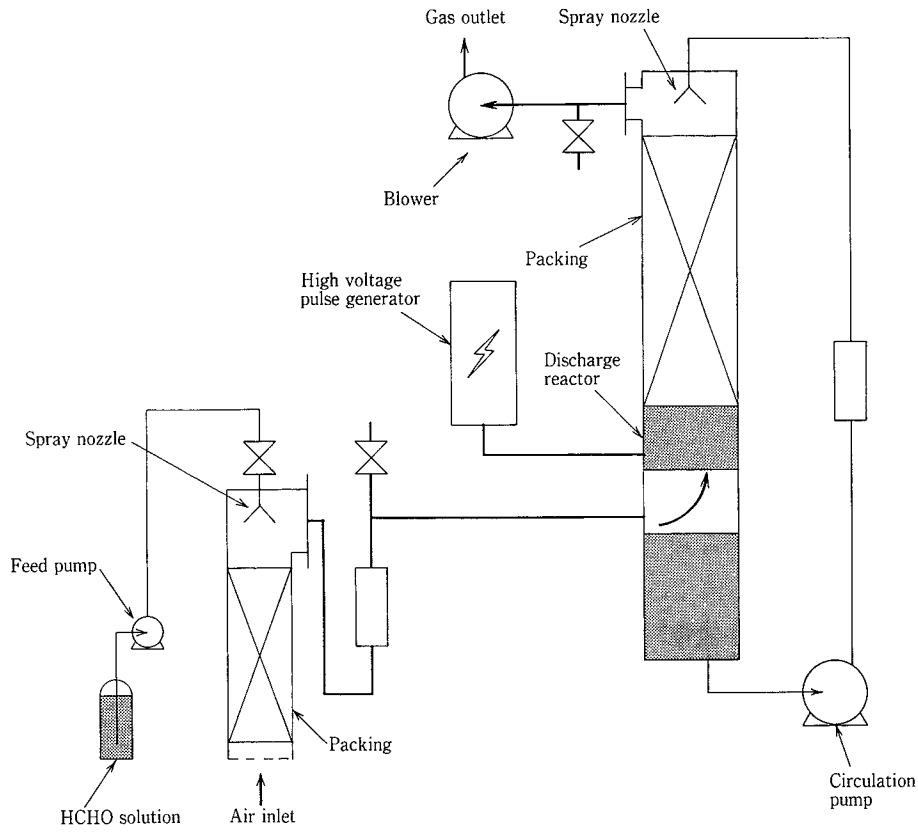 Gas outlet
Spray nozzle
Blower
Packing
High voltage
pulse generator
Discharge
reactor
Spray nozzle
Feed pump
Packing
HCHO solution
Air inlet
Circulation
pump